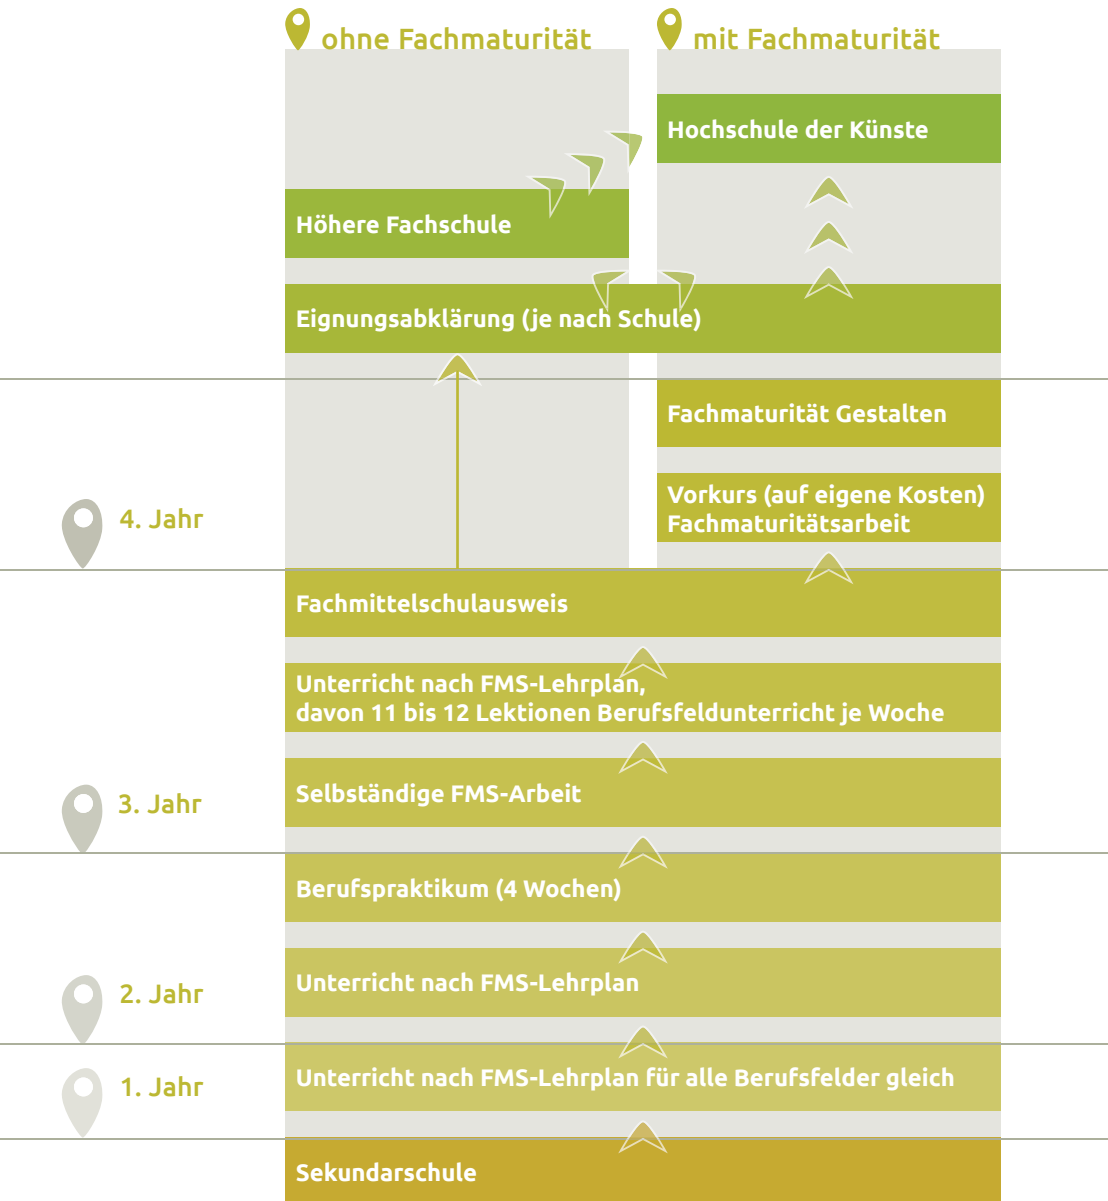 ohne Fachmaturität
mit Fachmaturität
Hochschule der Künste
Höhere Fachschule
Eignungsabklärung (je nach Schule)
Fachmaturität Gestalten
Vorkurs (auf eigene Kosten)
Fachmaturitätsarbeit
4. Jahr
Fachmittelschulausweis
Unterricht nach FMS-Lehrplan,
davon 11 bis 12 Lektionen Berufsfeldunterricht je Woche
Selbständige FMS-Arbeit
3. Jahr
Berufspraktikum (4 Wochen)
Unterricht nach FMS-Lehrplan
2. Jahr
Unterricht nach FMS-Lehrplan für alle Berufsfelder gleich
1. Jahr
Sekundarschule